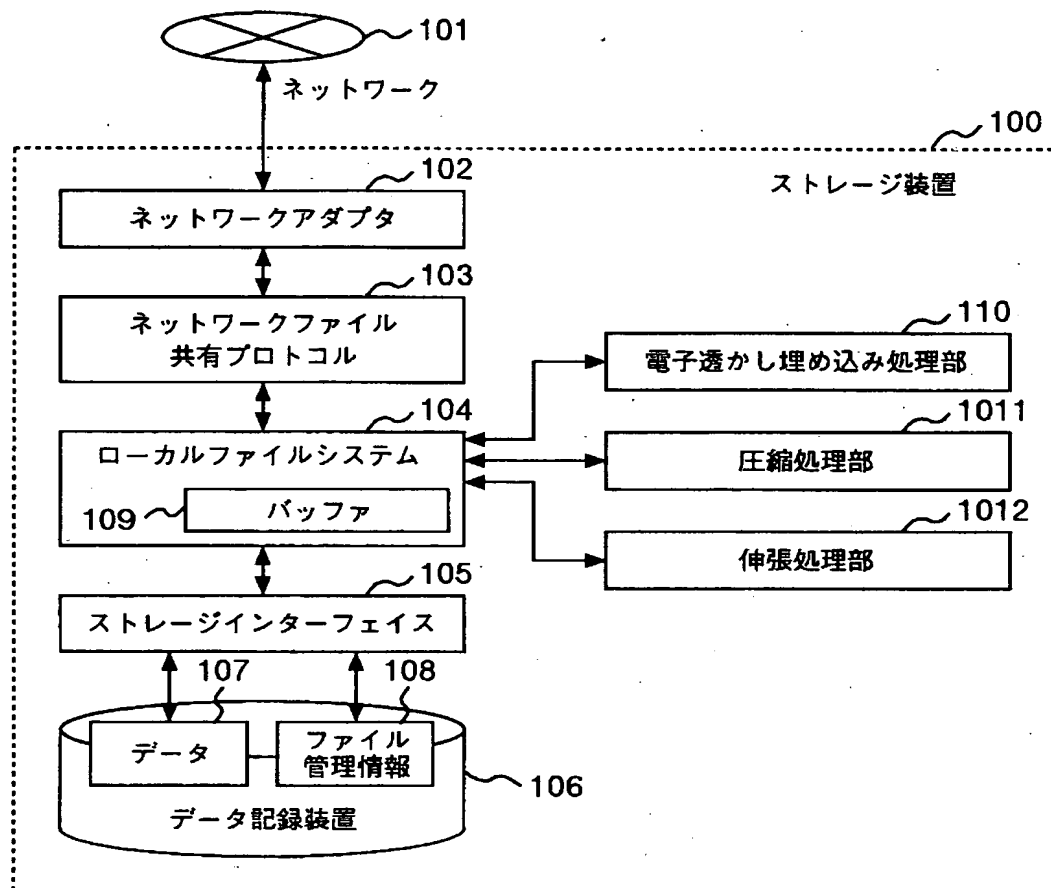 101
ネットワーク
100
ストレージ装置
102
ネットワークアダプタ
103
ネットワークファイル
共有プロトコル
110
電子透かし埋め込み処理部
104
ローカルファイルシステム
1011
圧縮処理部
109
バッファ
1012
伸張処理部
105
ストレージインターフェイス
107
108
データ
ファイル
管理情報
106
データ記録装置